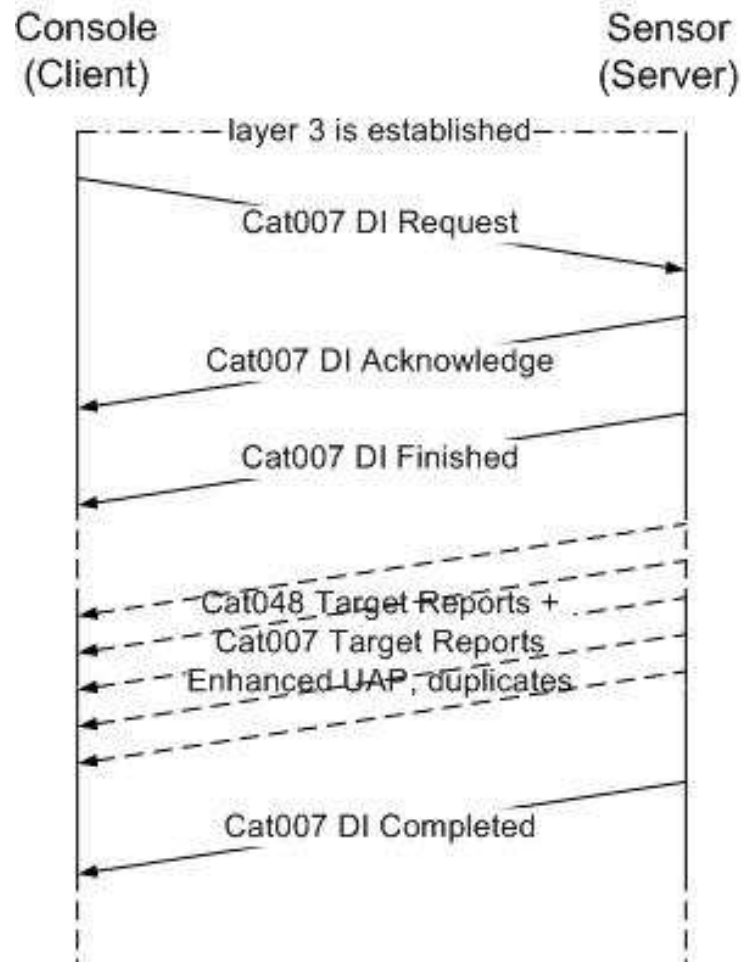 Console
(Client)
Sensor
(Server)
layer 3 is established
Cat007 DI Request
Cat007 DI Acknowledge
Cat007 DI Finished
Cat048 Target Reports +
Cat007 Target Reports
Enhanced UAP, duplicates
Cat007 DI Completed